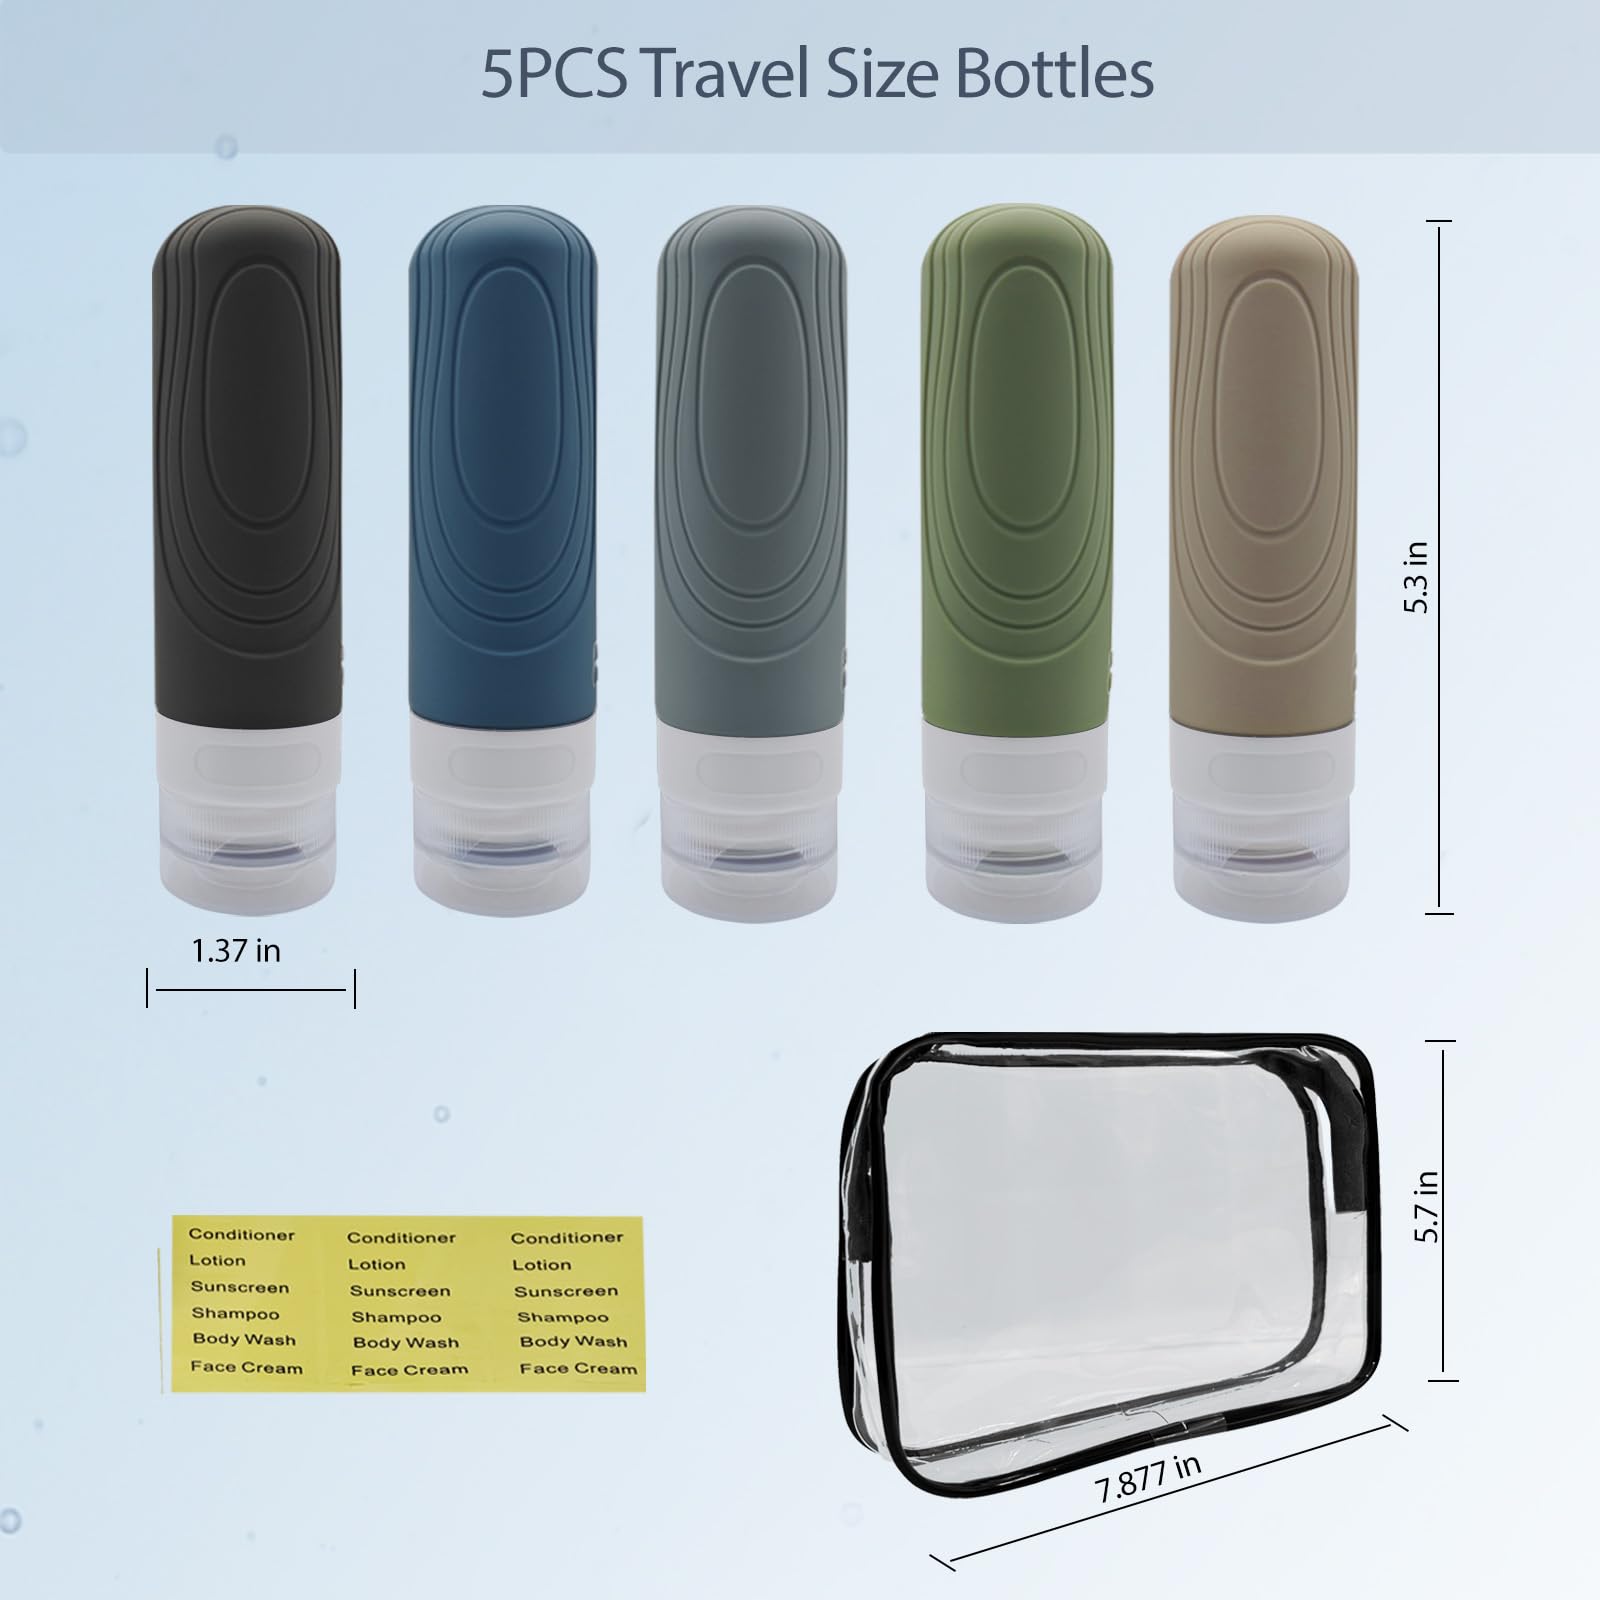 5PCS Travel Size Bottles
5.3 in
1.37 in
5.7 in
Conditioner Conditioner Conditioner
Lotion Lotion Lotion
Sunscreen Sunscreen Sunscreen
Shampoo Shampoo Shampoo
Body Wash Body Wash Body Wash
Face Cream Face Cream Face Cream
7.877 in